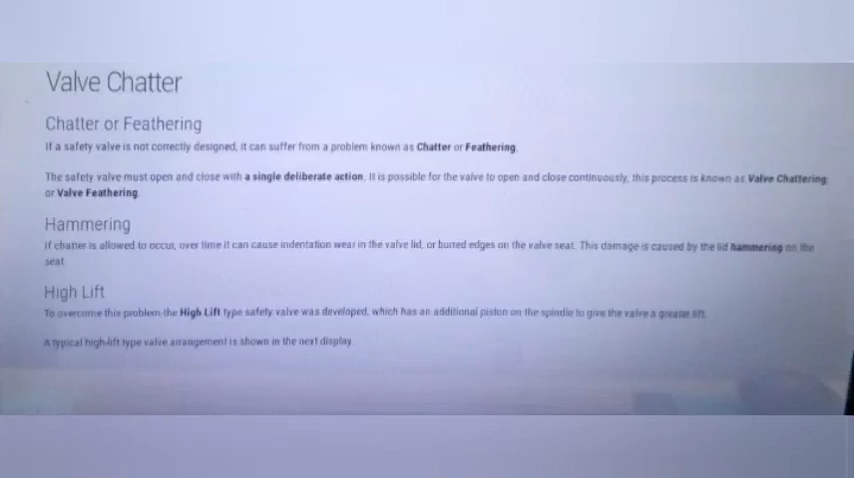 Valve Chatter
Chatter or Feathering
If a safety valve is not correctly designed, it can suffer from a problem known as Chatter or Feathering.
The safety valve must open and close with a single deliberate action. It is possible for the valve to open and close continuously, this process is known as Valve Chattering
or Valve Feathering.
Hammering
If chatter is allowed to occur, over time it can cause indentation wear in the valve lid, or burred edges on the valve seat. This damage is caused by the lid hammering on the
seat.
High Lift
To overcome this problem the High Lift type safety valve was developed, which has an additional piston on the spindle to give the valve a greater lift.
A typical high-lift type valve arrangement is shown in the next display.